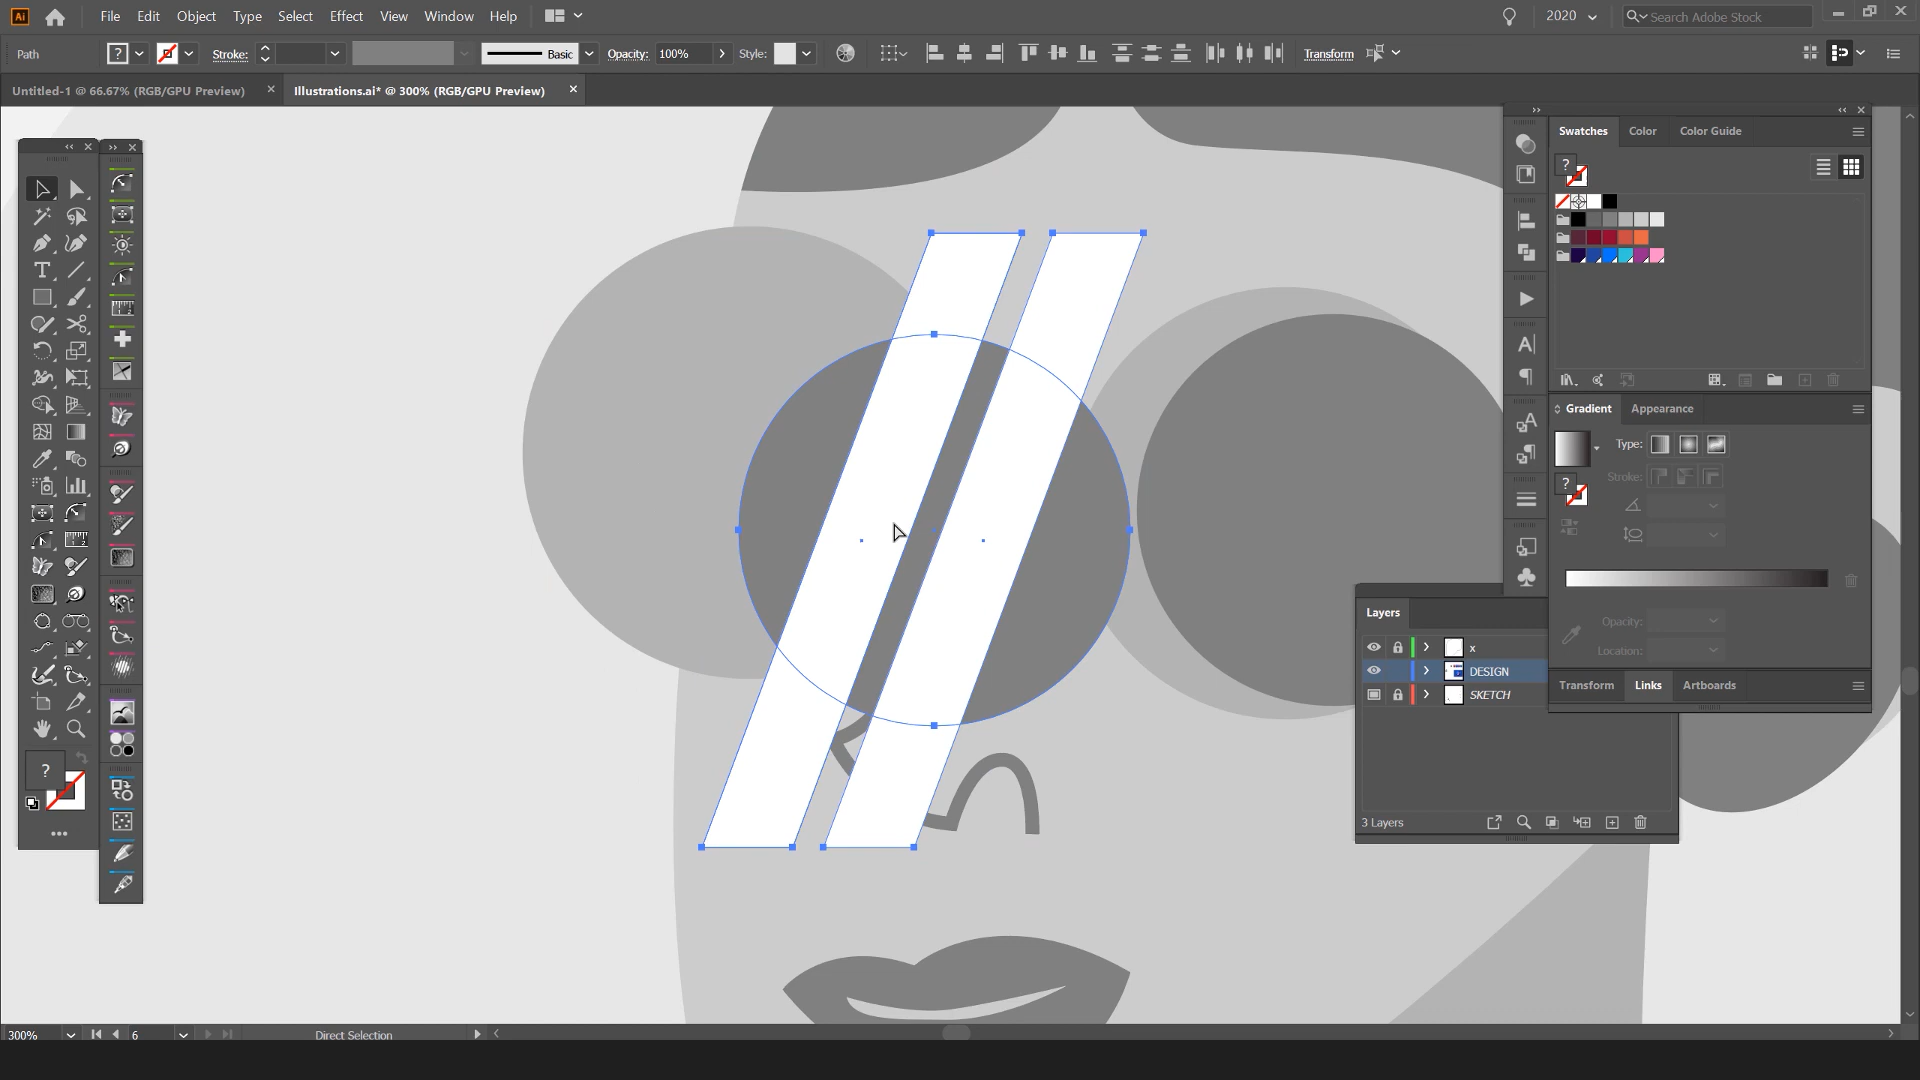 Ai File Edit Object Type Select Effect View Window Help 2020 Search Adobe Stock
Path ? Stroke: Basic Opacity: 100% Style: Transform
Untitled-1 @ 66.67% (RGB/GPU Preview) Illustrations.ai* @ 300% (RGB/GPU Preview)
Swatches Color Color Guide
?
Gradient Appearance
Type:
Stroke:
?
Layers
x
DESIGN
SKETCH
3 Layers
Opacity:
Location:
Transform Links Artboards
?
300% 6 Direct Selection